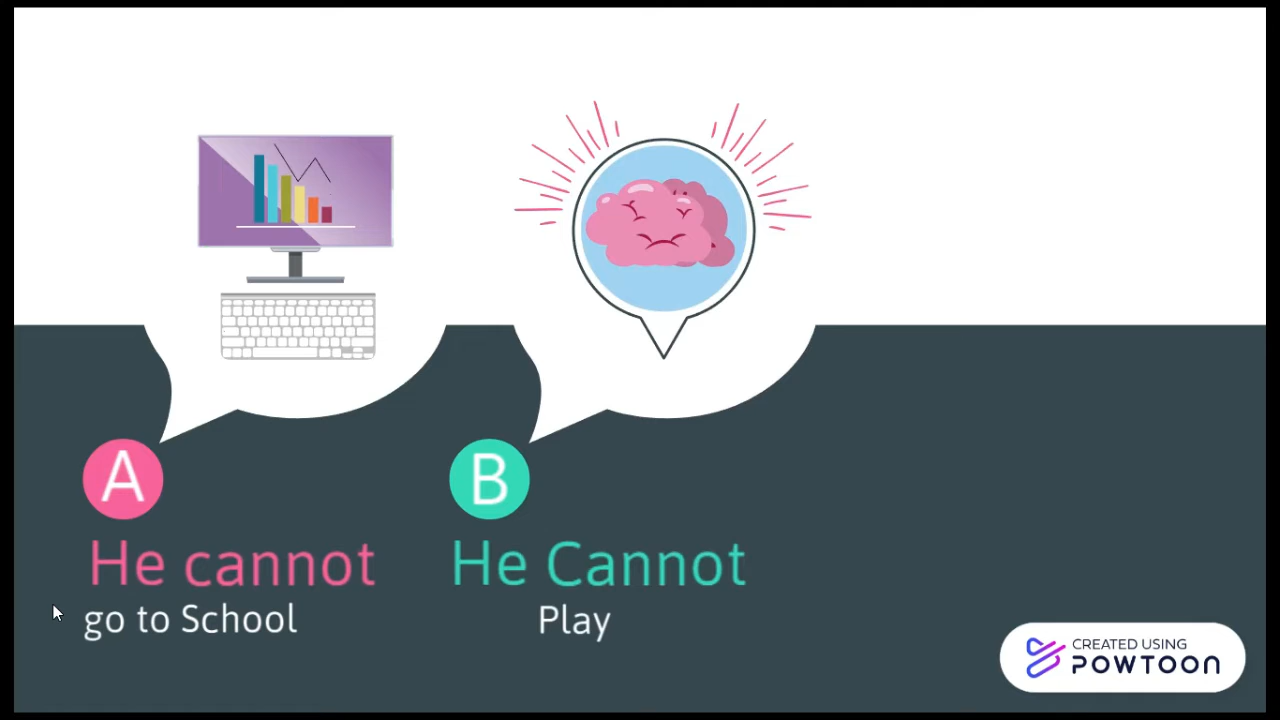 A
He cannot
go to School
B
He Cannot
Play
CREATED USING
POWTOON